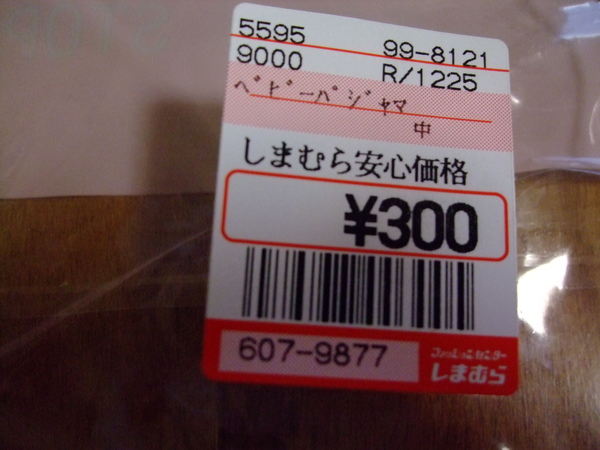 5595 99-8121
9000 R/1225
ベビーパジャマ
中
しまむら安心価格
¥300
607-9877
ファッションセンター
しまむら